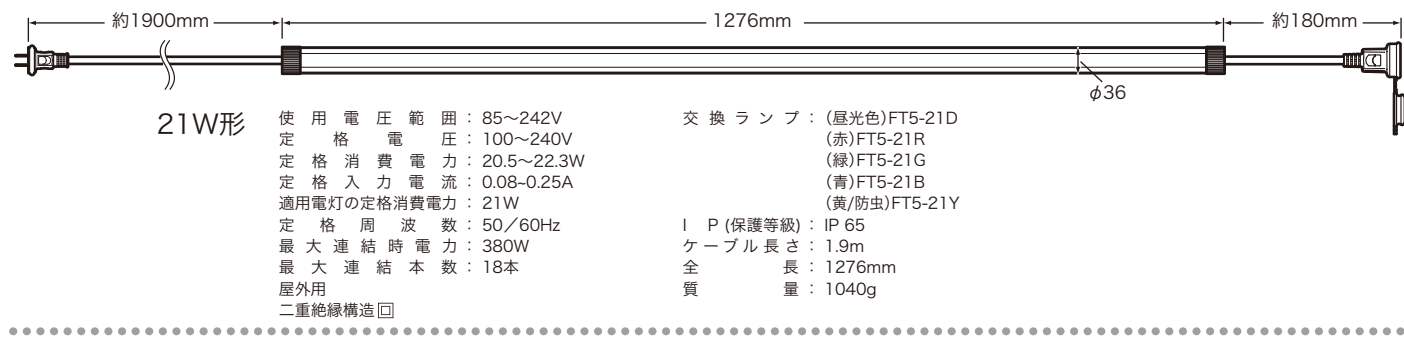 約1900mm
1276mm
約180mm
φ36
21W形
使用電圧範囲：85～242V
定格電圧：100～240V
定格消費電力：20.5～22.3W
定格入力電流：0.08~0.25A
適用電灯の定格消費電力：21W
定格周波数：50／60Hz
最大連結時電力：380W
最大連結本数：18本
屋外用
二重絶縁構造回
交換ランプ：(昼光色)FT5-21D
(赤)FT5-21R
(緑)FT5-21G
(青)FT5-21B
(黄/防虫)FT5-21Y
IP(保護等級)：IP 65
ケーブル長さ：1.9m
全長：1276mm
質量：1040g